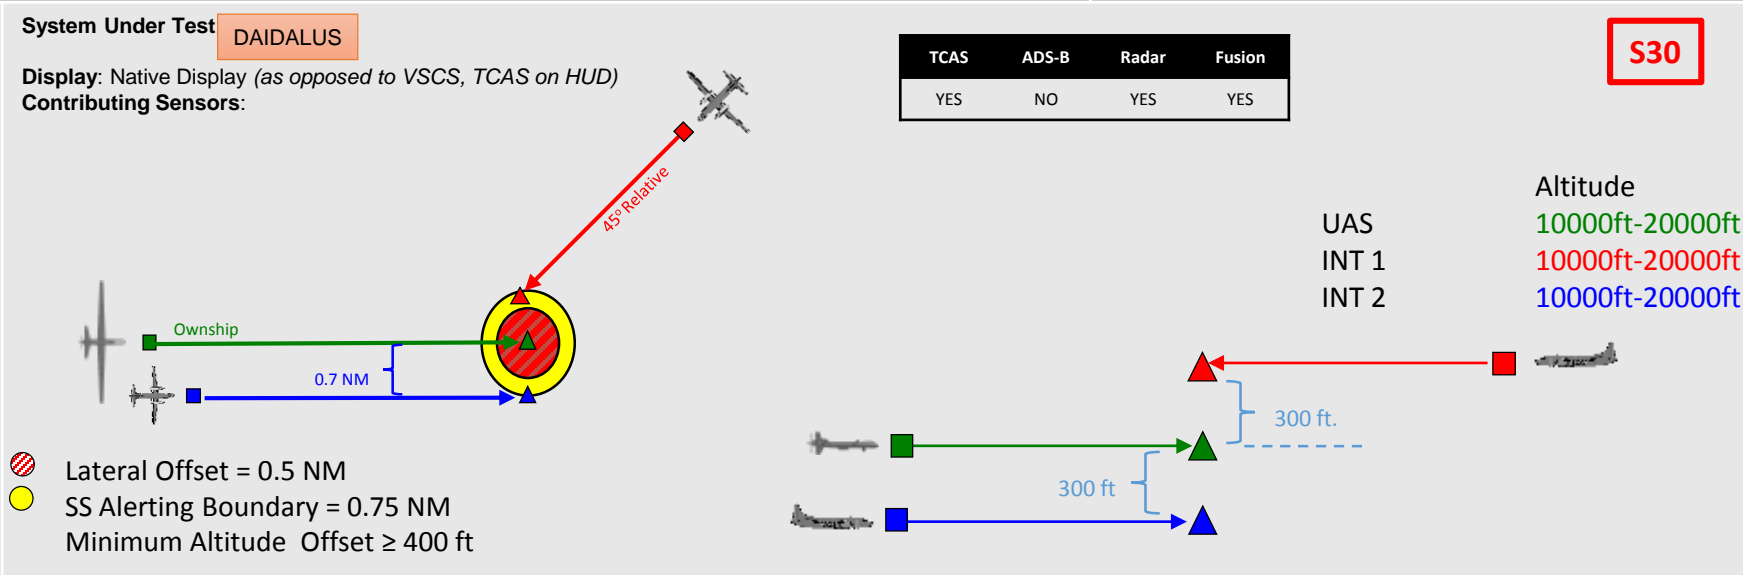 System Under Test
DAIDALUS
Display: Native Display (as opposed to VSCS, TCAS on HUD)
Contributing Sensors:
TCAS ADS-B Radar Fusion
YES NO YES YES
S30
45° Relative
Ownship
0.7 NM
Lateral Offset = 0.5 NM
SS Alerting Boundary = 0.75 NM
Minimum Altitude Offset ≥ 400 ft
Altitude
UAS 10000ft-20000ft
INT 1 10000ft-20000ft
INT 2 10000ft-20000ft
300 ft.
300 ft